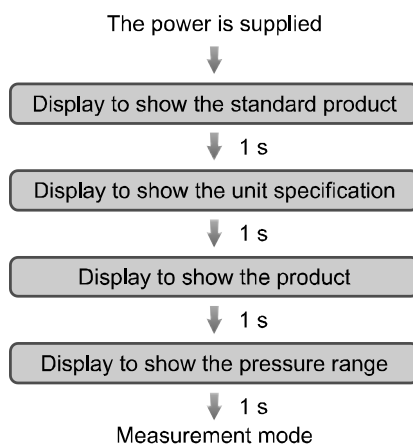 The power is supplied
Display to show the standard product
1 s
Display to show the unit specification
1 s
Display to show the product
1 s
Display to show the pressure range
1 s
Measurement mode